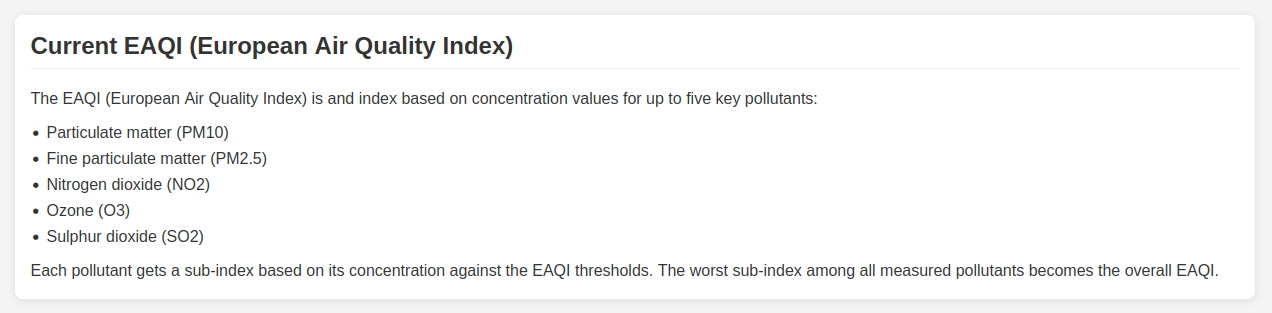 Current EAQI (European Air Quality Index)
The EAQI (European Air Quality Index) is and index based on concentration values for up to five key pollutants:
• Particulate matter (PM10)
• Fine particulate matter (PM2.5)
• Nitrogen dioxide (NO2)
• Ozone (O3)
• Sulphur dioxide (SO2)
Each pollutant gets a sub-index based on its concentration against the EAQI thresholds. The worst sub-index among all measured pollutants becomes the overall EAQI.